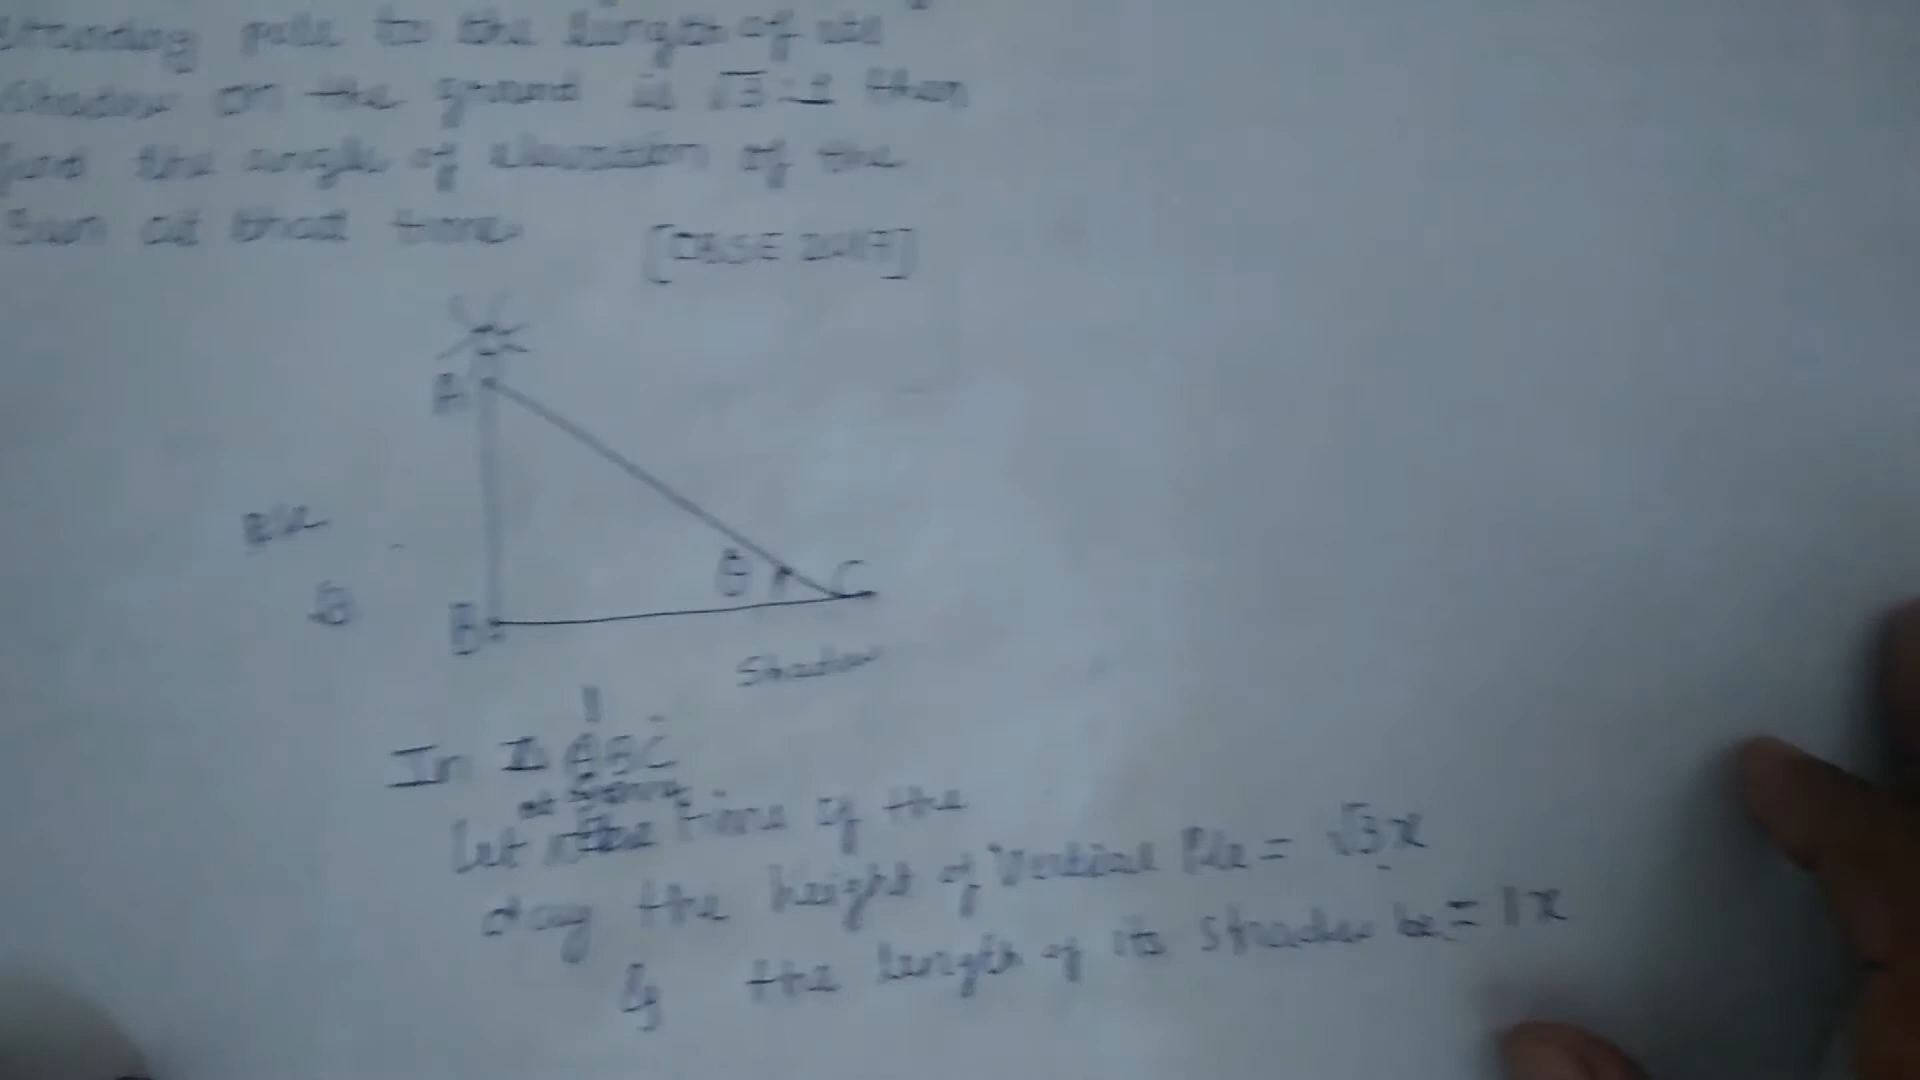 standing pole to the length of its
Shadow on the ground is √3:1 then
find the angle of elevation of the
Sun at that time
[CBSE 2017]
A
Pole
θ
C
B
Shadow
In ABC
Let the time of the
day the height of Vertical Pole = √3x
& the length of its Shadow be = 1x